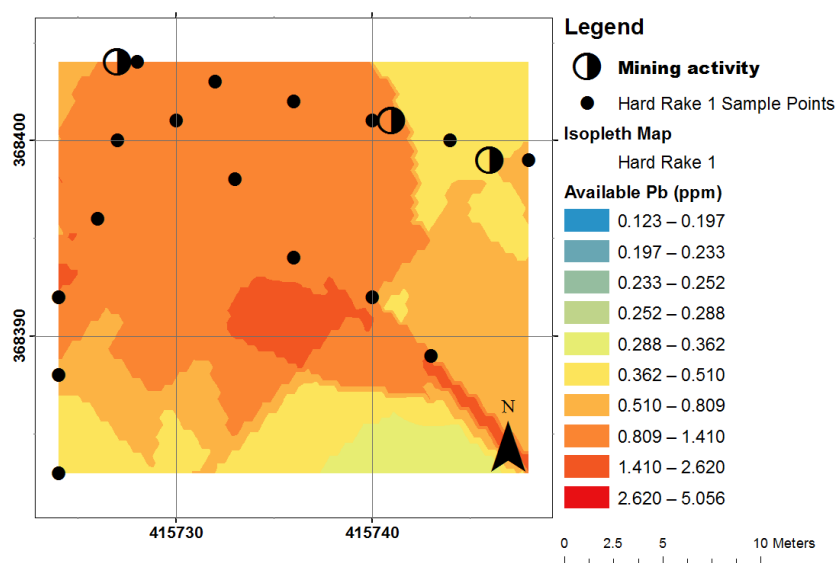 368400
368390
415730
415740
N
Legend
Mining activity
Hard Rake 1 Sample Points
Isopleth Map
Hard Rake 1
Available Pb (ppm)
0.123 – 0.197
0.197 – 0.233
0.233 – 0.252
0.252 – 0.288
0.288 – 0.362
0.362 – 0.510
0.510 – 0.809
0.809 – 1.410
1.410 – 2.620
2.620 – 5.056
0 2.5 5 10 Meters